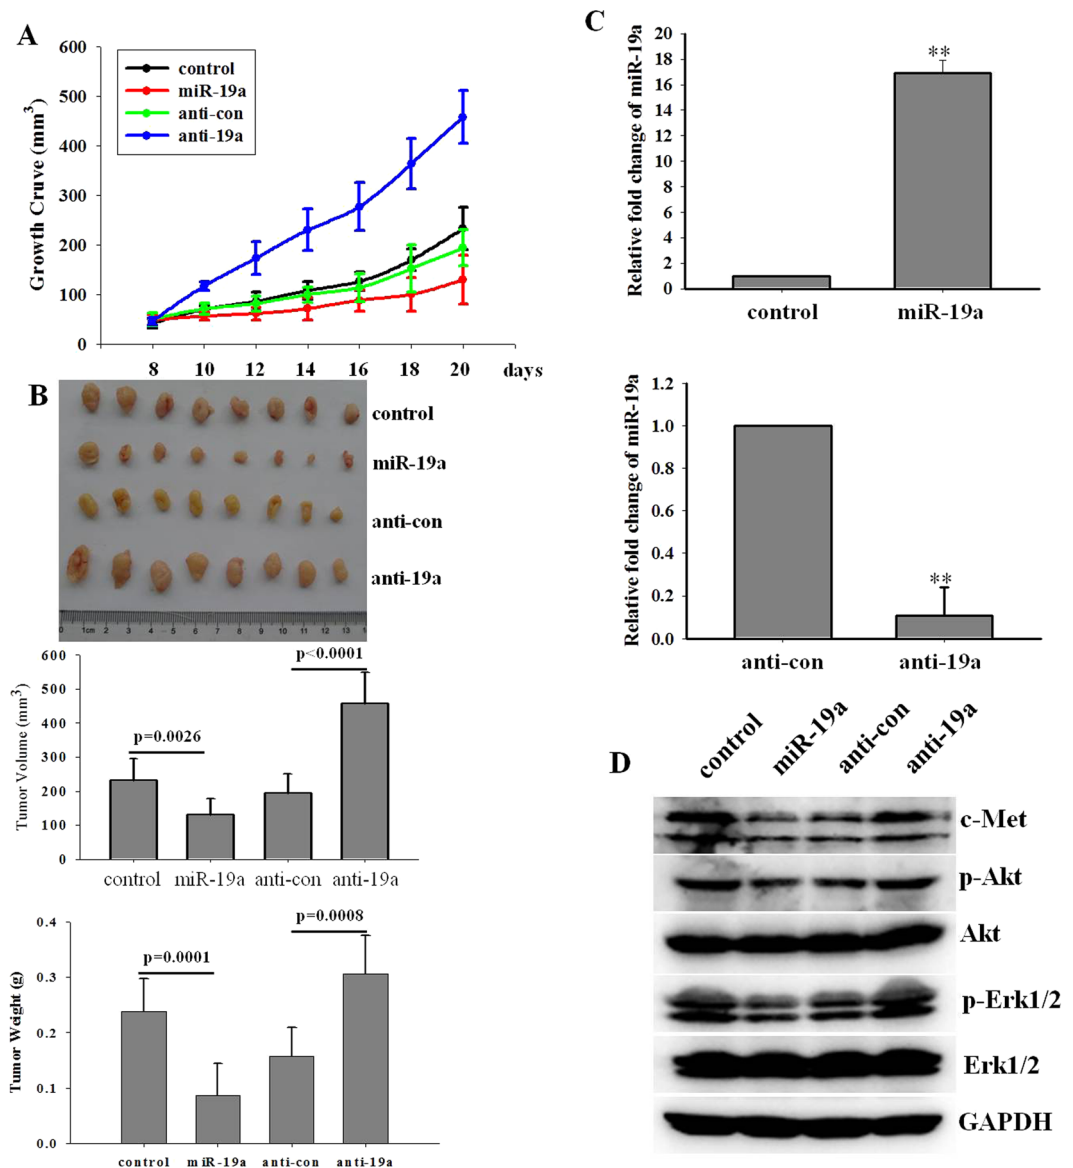 A
Growth Cruve (mm3)
600
500
400
300
200
100
0
control
miR-19a
anti-con
anti-19a
8 10 12 14 16 18 20 days
B
control
miR-19a
anti-con
anti-19a
0 1cm 2 3 4 5 6 7 8 9 10 11 12 13 1
Tumor Volume (mm3)
600
500
400
300
200
100
0
p<0.0001
p=0.0026
control miR-19a anti-con anti-19a
Tumor Weight (g)
0.4
0.3
0.2
0.1
0.0
p=0.0008
p=0.0001
control miR-19a anti-con anti-19a
C
Relative fold change of miR-19a
20
18
16
14
12
10
8
6
4
2
0
**
control miR-19a
Relative fold change of miR-19a
1.2
1.0
0.8
0.6
0.4
0.2
0.0
**
anti-con anti-19a
D
control miR-19a anti-con anti-19a
c-Met
p-Akt
Akt
p-Erk1/2
Erk1/2
GAPDH